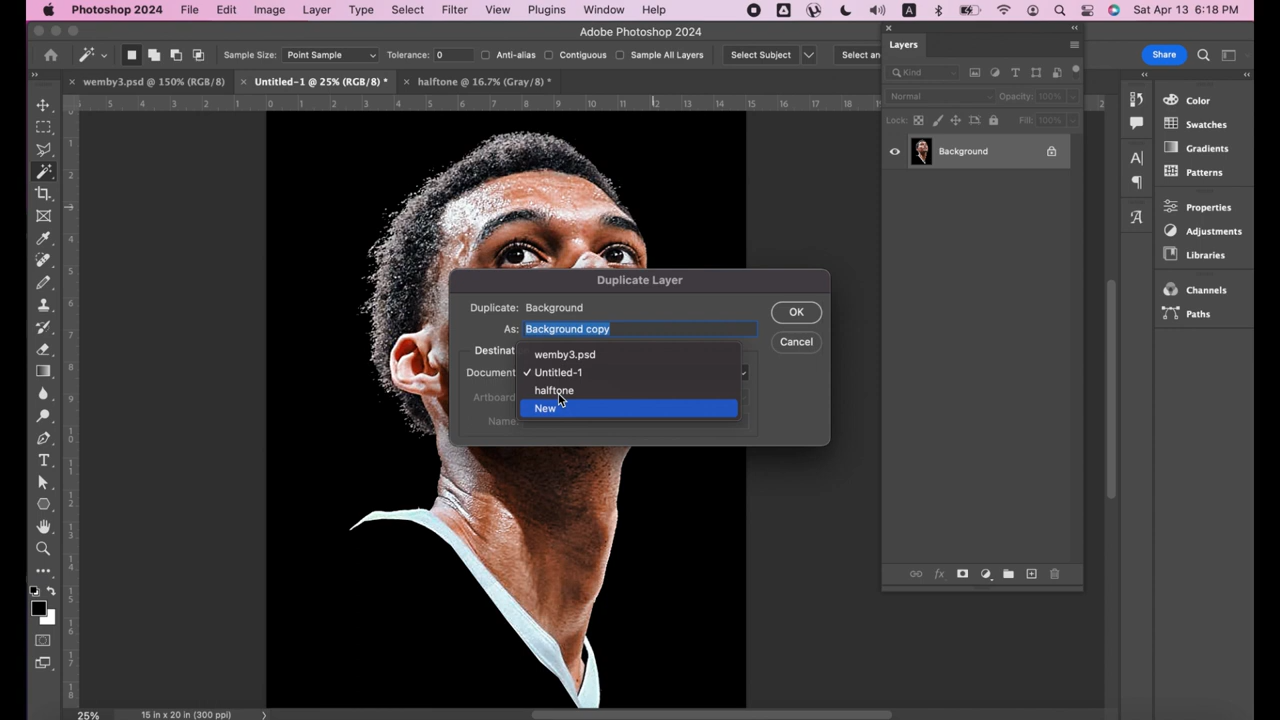 Photoshop 2024 File Edit Image Layer Type Select Filter View Plugins Window Help A Sat Apr 13 6:18 PM
Adobe Photoshop 2024
Sample Size: Point Sample Tolerance: 0 Anti-alias Contiguous Sample All Layers Select Subject Select an Share
Layers
wemby3.psd @ 150% (RGB/8) Untitled-1 @ 25% (RGB/8) * halftone @ 16.7% (Gray/8) *
Kind
Normal Opacity: 100%
Lock: Fill: 100%
Background
Color
Swatches
Gradients
Patterns
Properties
Adjustments
Libraries
Channels
Paths
Duplicate Layer
Duplicate: Background
As: Background copy
OK
Cancel
Destinat
Document
Artboard
Name:
wemby3.psd
✓ Untitled-1
halftone
New
25% 15 in x 20 in (300 ppi)